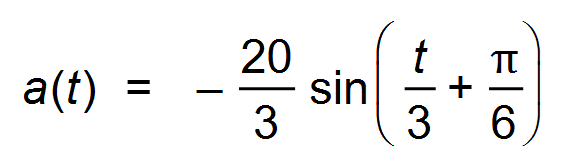 a(t) = – 20/3 sin(t/3 + π/6)